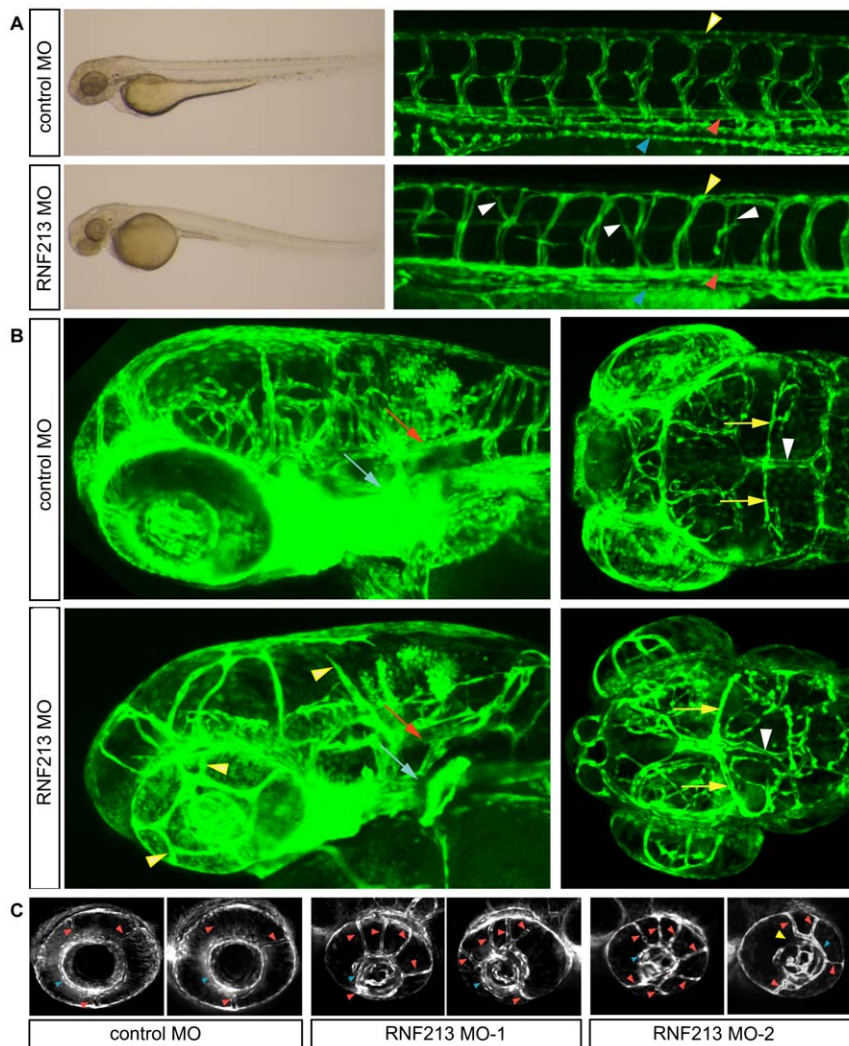 A
control MO
RNF213 MO
B
control MO
RNF213 MO
C
control MO
RNF213 MO-1
RNF213 MO-2